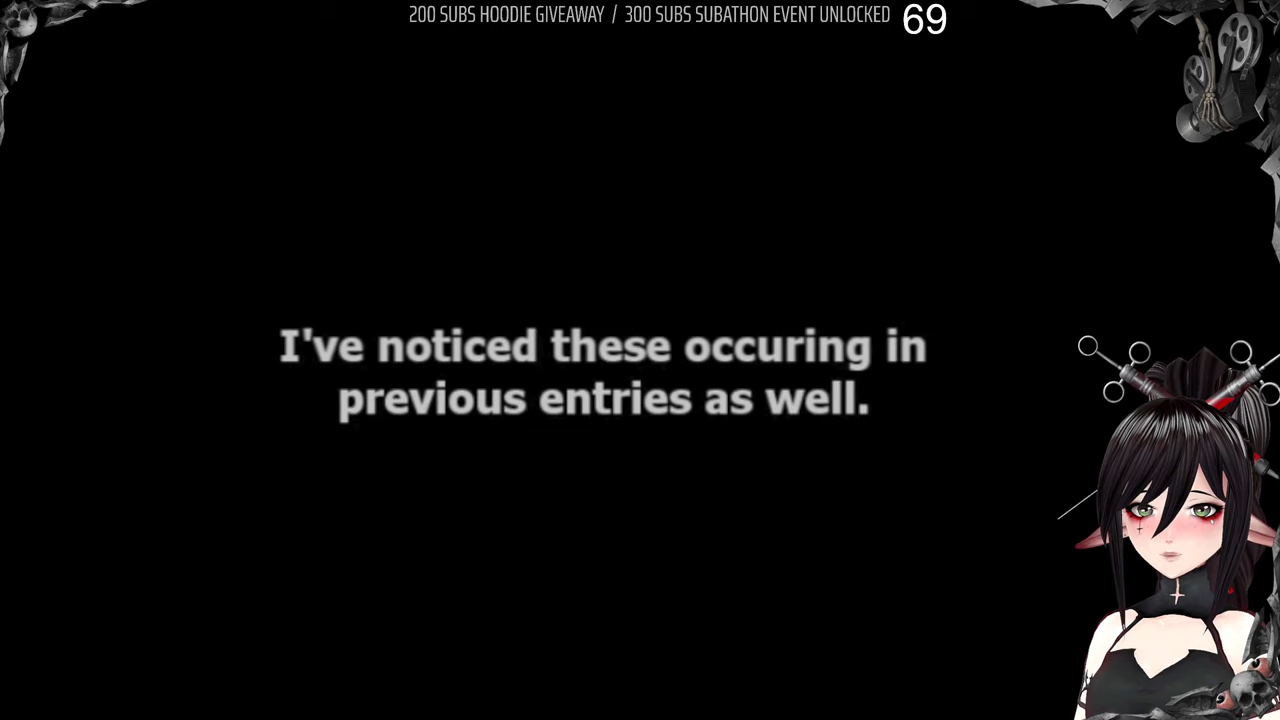 200 SUBS HOODIE GIVEAWAY / 300 SUBS SUBATHON EVENT UNLOCKED 69
I've noticed these occuring in
previous entries as well.